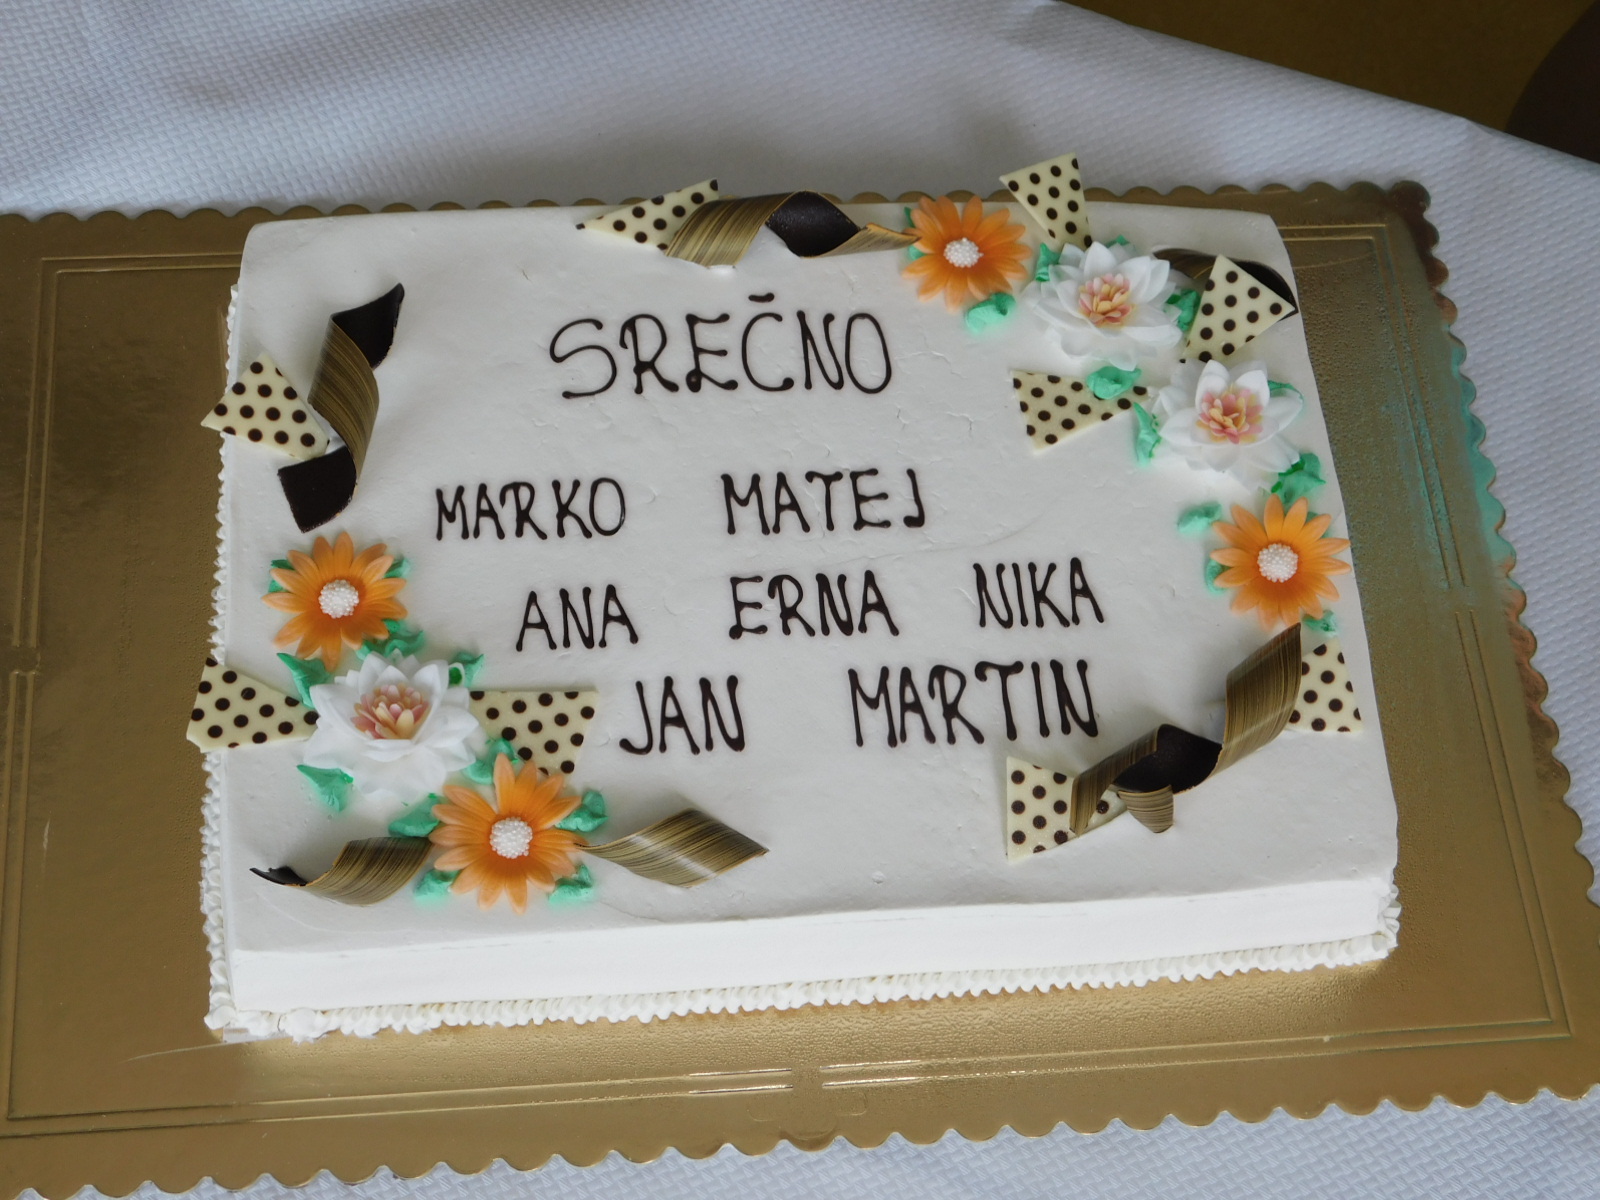 SREČNO
MARKO MATEJ
ANA ERNA NIKA
JAN MARTIN